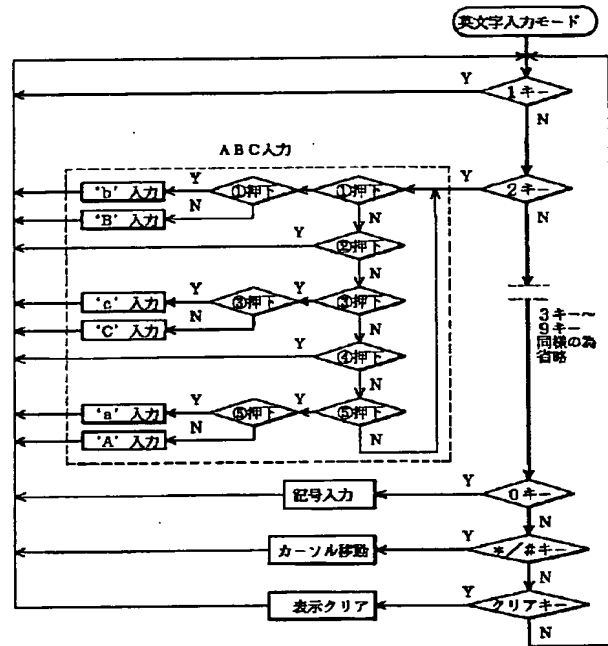 英文字入力モード
Y
1キー
N
ABC入力
Y
2キー
N
'b' 入力
Y
①押下
①押下
'B' 入力
N
N
Y
②押下
N
'c' 入力
Y
③押下
Y
③押下
'C' 入力
N
N
Y
④押下
N
'a' 入力
Y
⑤押下
Y
⑤押下
'A' 入力
N
N
3キー~
9キー
同様の為
省略
記号入力
Y
0キー
N
カーソル移動
Y
*/#キー
N
表示クリア
Y
クリアキー
N